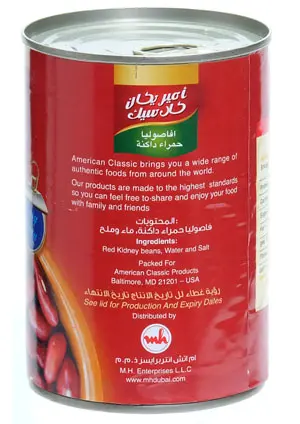 أمريكان
كلاسيك
فاصوليا
حمراء داكنة
American Classic brings you a wide range of
authentic foods from around the world.
Our products are made to the highest standards
so you can feel free to share and enjoy your food
with family and friends
المحتويات:
فاصوليا حمراء داكنة، ماء وملح
Ingredients:
Red Kidney beans, Water and Salt
Packed For
American Classic Products
Baltimore, MD 21201 – USA
رؤية غطاء لل تاريخ الانتاج تاريخ الانتهاء
See lid for Production And Expiry Dates
Distributed by
mh
ام اتش انتربرايسز ذ.م.م
M.H. Enterprises L.L.C
www.mhdubai.com